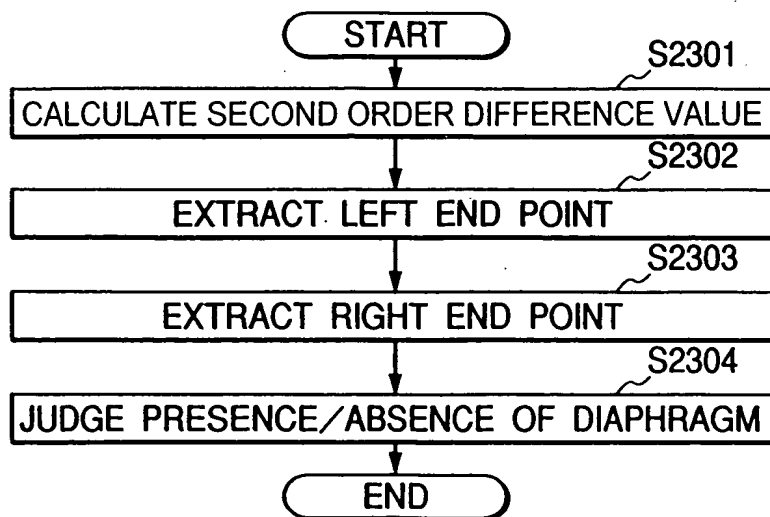 START
S2301
CALCULATE SECOND ORDER DIFFERENCE VALUE
S2302
EXTRACT LEFT END POINT
S2303
EXTRACT RIGHT END POINT
S2304
JUDGE PRESENCE/ABSENCE OF DIAPHRAGM
END